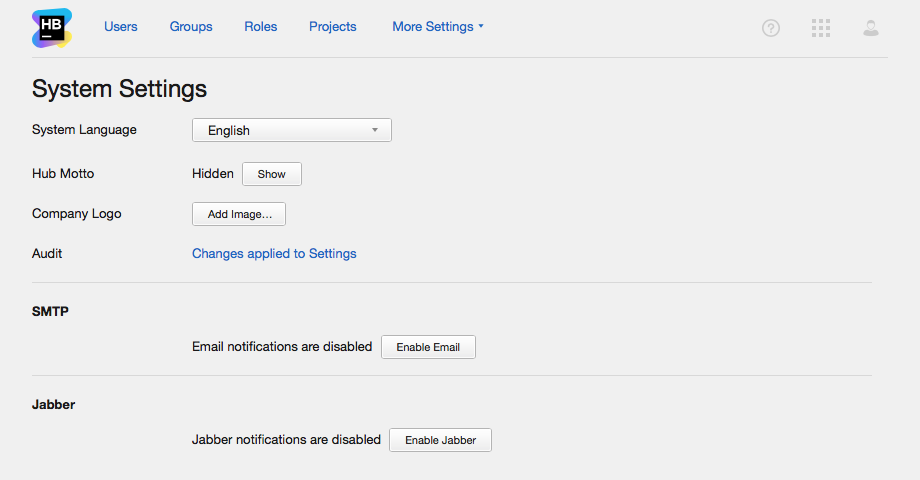 HB Users Groups Roles Projects More Settings
System Settings
System Language English
Hub Motto Hidden Show
Company Logo Add Image...
Audit Changes applied to Settings
SMTP
Email notifications are disabled Enable Email
Jabber
Jabber notifications are disabled Enable Jabber